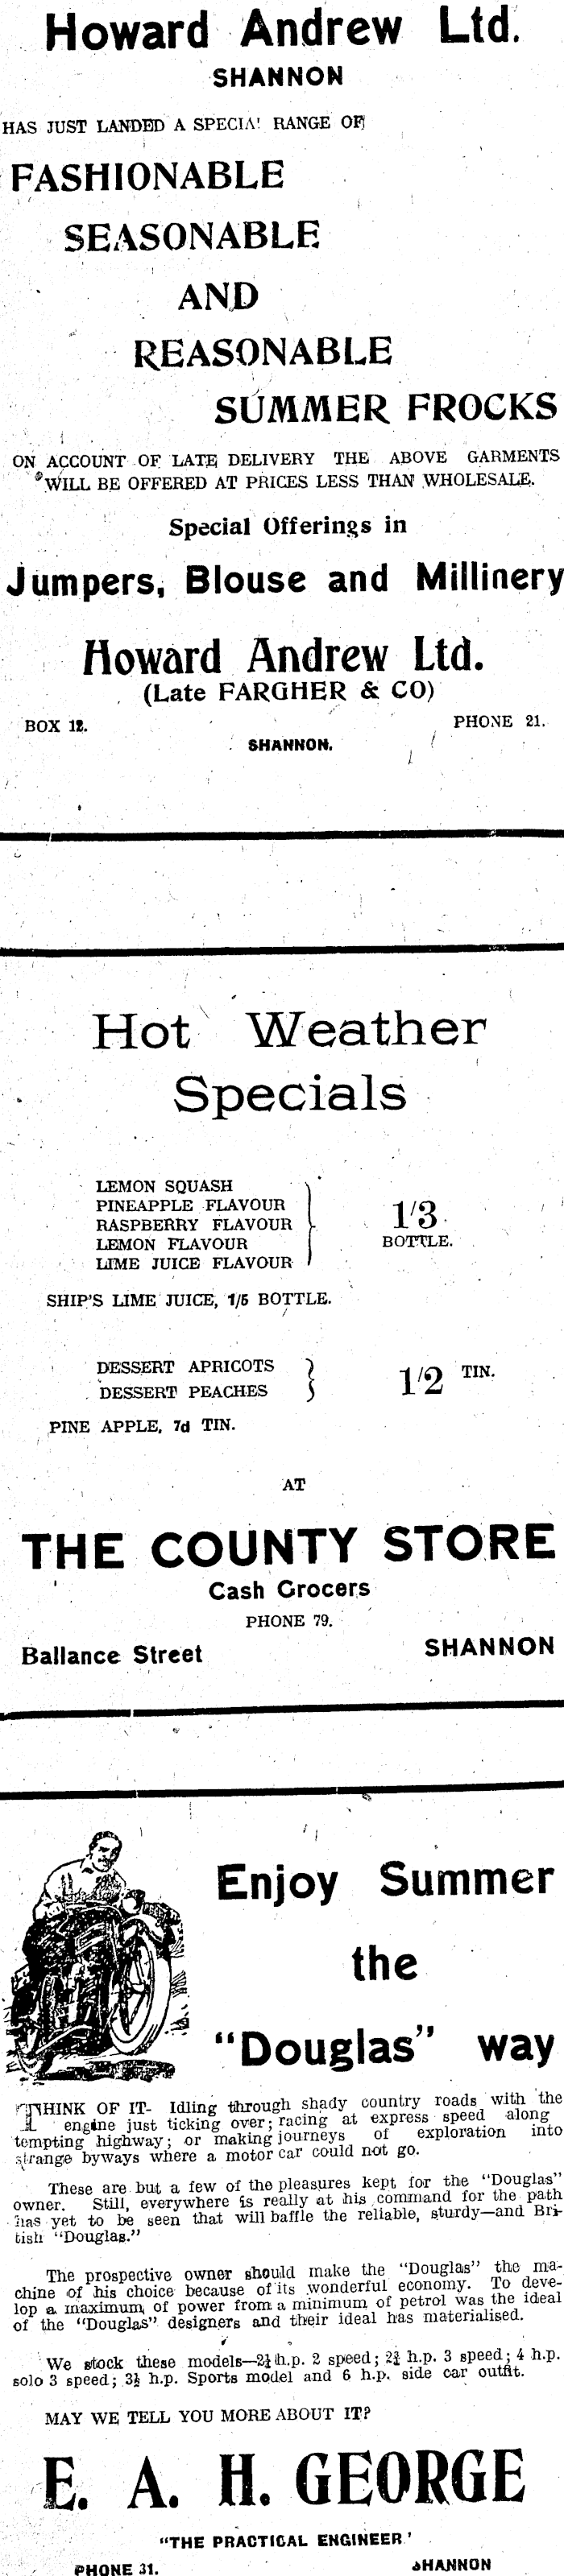 Howard Andrew Ltd.
SHANNON
HAS JUST LANDED A SPECIAL RANGE OF
FASHIONABLE
SEASONABLE
AND
REASONABLE
SUMMER FROCKS
ON ACCOUNT OF LATE DELIVERY THE ABOVE GARMENTS
WILL BE OFFERED AT PRICES LESS THAN WHOLESALE.
Special Offerings in
Jumpers, Blouse and Millinery
Howard Andrew Ltd.
(Late FARGHER & CO)
BOX 12. PHONE 21.
SHANNON.
Hot Weather
Specials
LEMON SQUASH
PINEAPPLE FLAVOUR
RASPBERRY FLAVOUR
LEMON FLAVOUR
LIME JUICE FLAVOUR
1/3
BOTTLE.
SHIP'S LIME JUICE, 1/5 BOTTLE.
DESSERT APRICOTS
DESSERT PEACHES
1/2 TIN.
PINE APPLE, 7d TIN.
AT
THE COUNTY STORE
Cash Grocers
PHONE 79.
Ballance Street SHANNON
Enjoy Summer
the
"Douglas" way
THINK OF IT- Idling through shady country roads with the
engine just ticking over; racing at express speed along
tempting highway; or making journeys of exploration into
strange byways where a motor car could not go.
These are but a few of the pleasures kept for the "Douglas"
owner. Still, everywhere is really at his command for the path
has yet to be seen that will baffle the reliable, sturdy—and Bri-
tish "Douglas."
The prospective owner should make the "Douglas" the ma-
chine of his choice because of its wonderful economy. To deve-
lop a maximum of power from a minimum of petrol was the ideal
of the "Douglas" designers and their ideal has materialised.
We stock these models—2¾ h.p. 2 speed; 2¾ h.p. 3 speed; 4 h.p.
solo 3 speed; 3½ h.p. Sports model and 6 h.p. side car outfit.
MAY WE TELL YOU MORE ABOUT IT?
E. A. H. GEORGE
"THE PRACTICAL ENGINEER'
PHONE 31. SHANNON